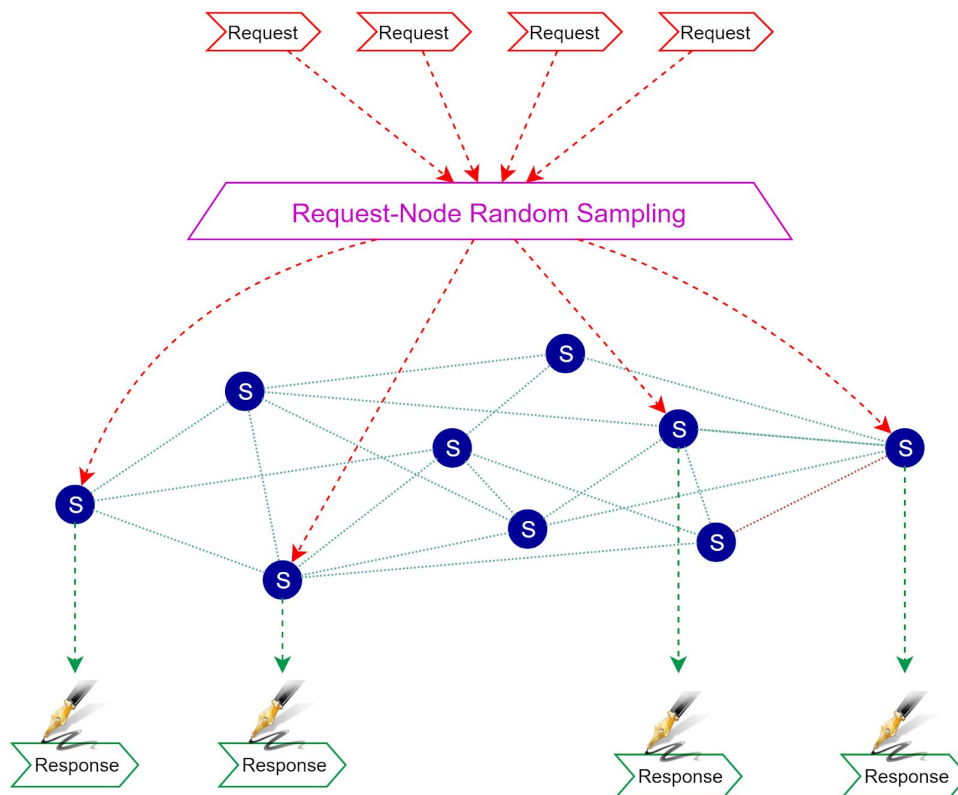 Request
Request
Request
Request
Request-Node Random Sampling
S
S
S
S
S
S
S
S
S
Response
Response
Response
Response